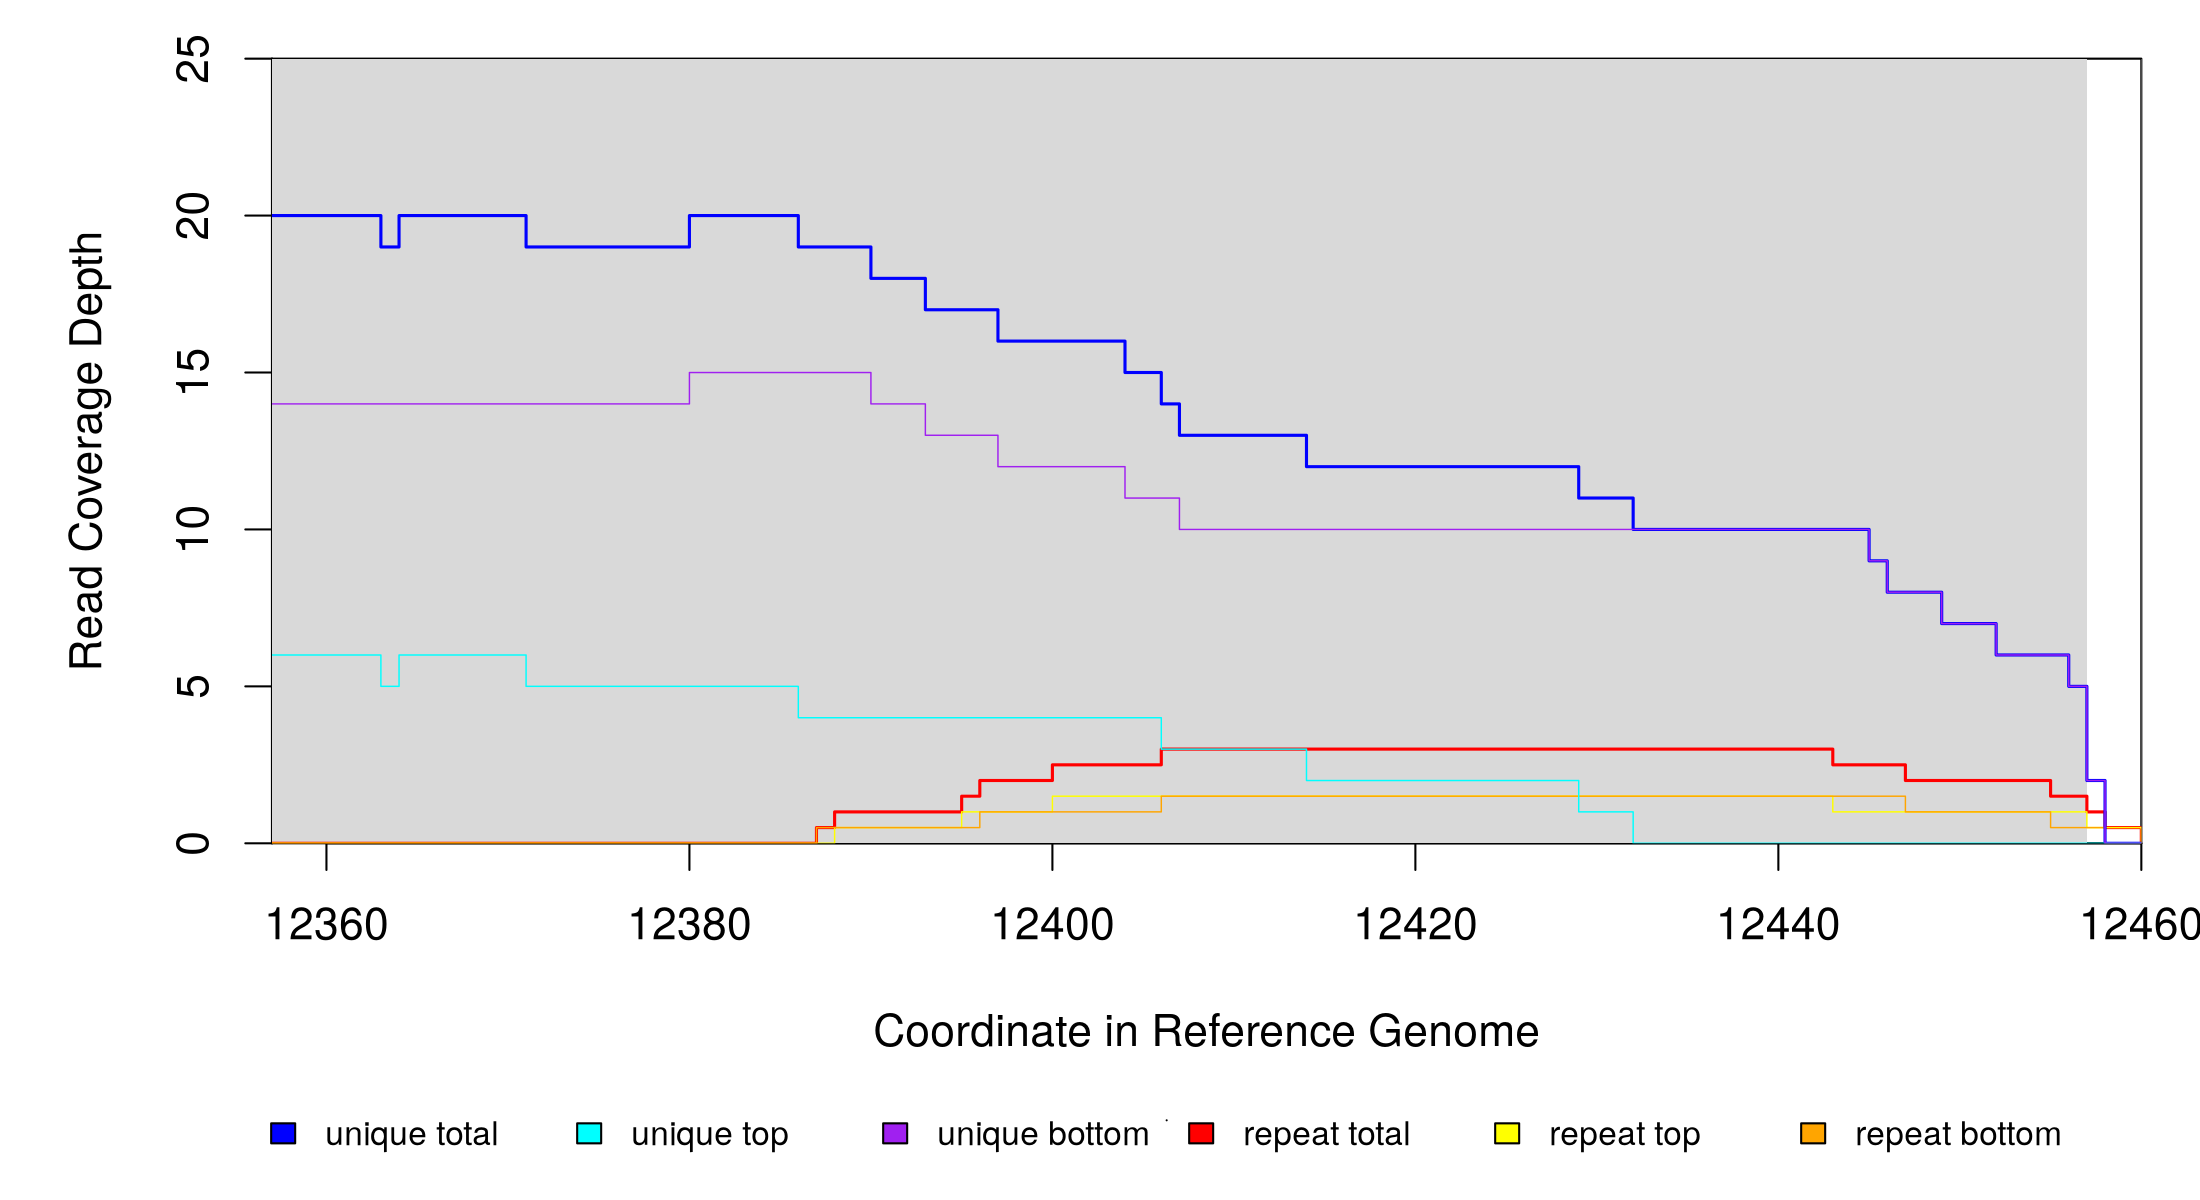 Read Coverage Depth
25
20
15
10
5
0
12360 12380 12400 12420 12440 12460
Coordinate in Reference Genome
unique total unique top unique bottom repeat total repeat top repeat bottom